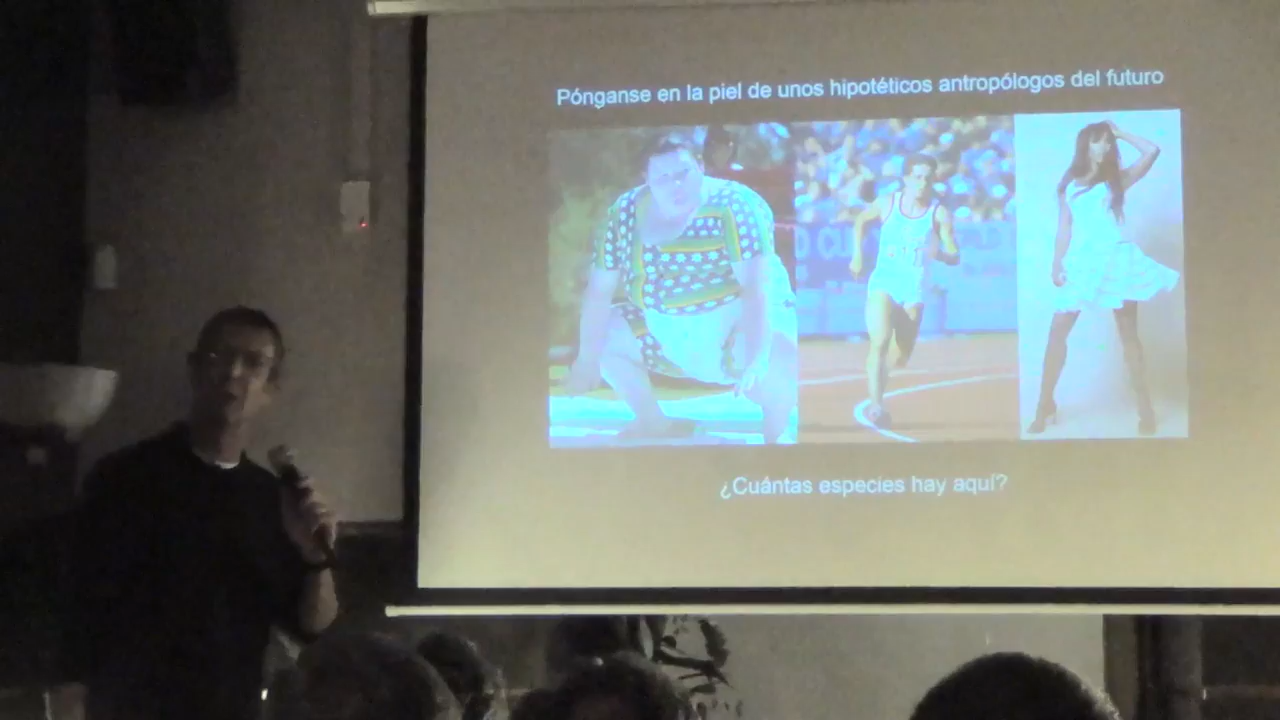 Pónganse en la piel de unos hipotéticos antropólogos del futuro
¿Cuántas especies hay aquí?